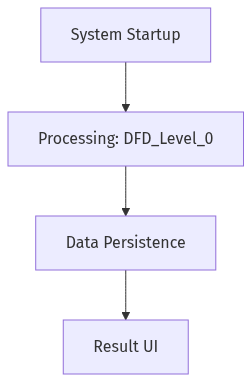 System Startup
Processing: DFD_Level_0
Data Persistence
Result UI